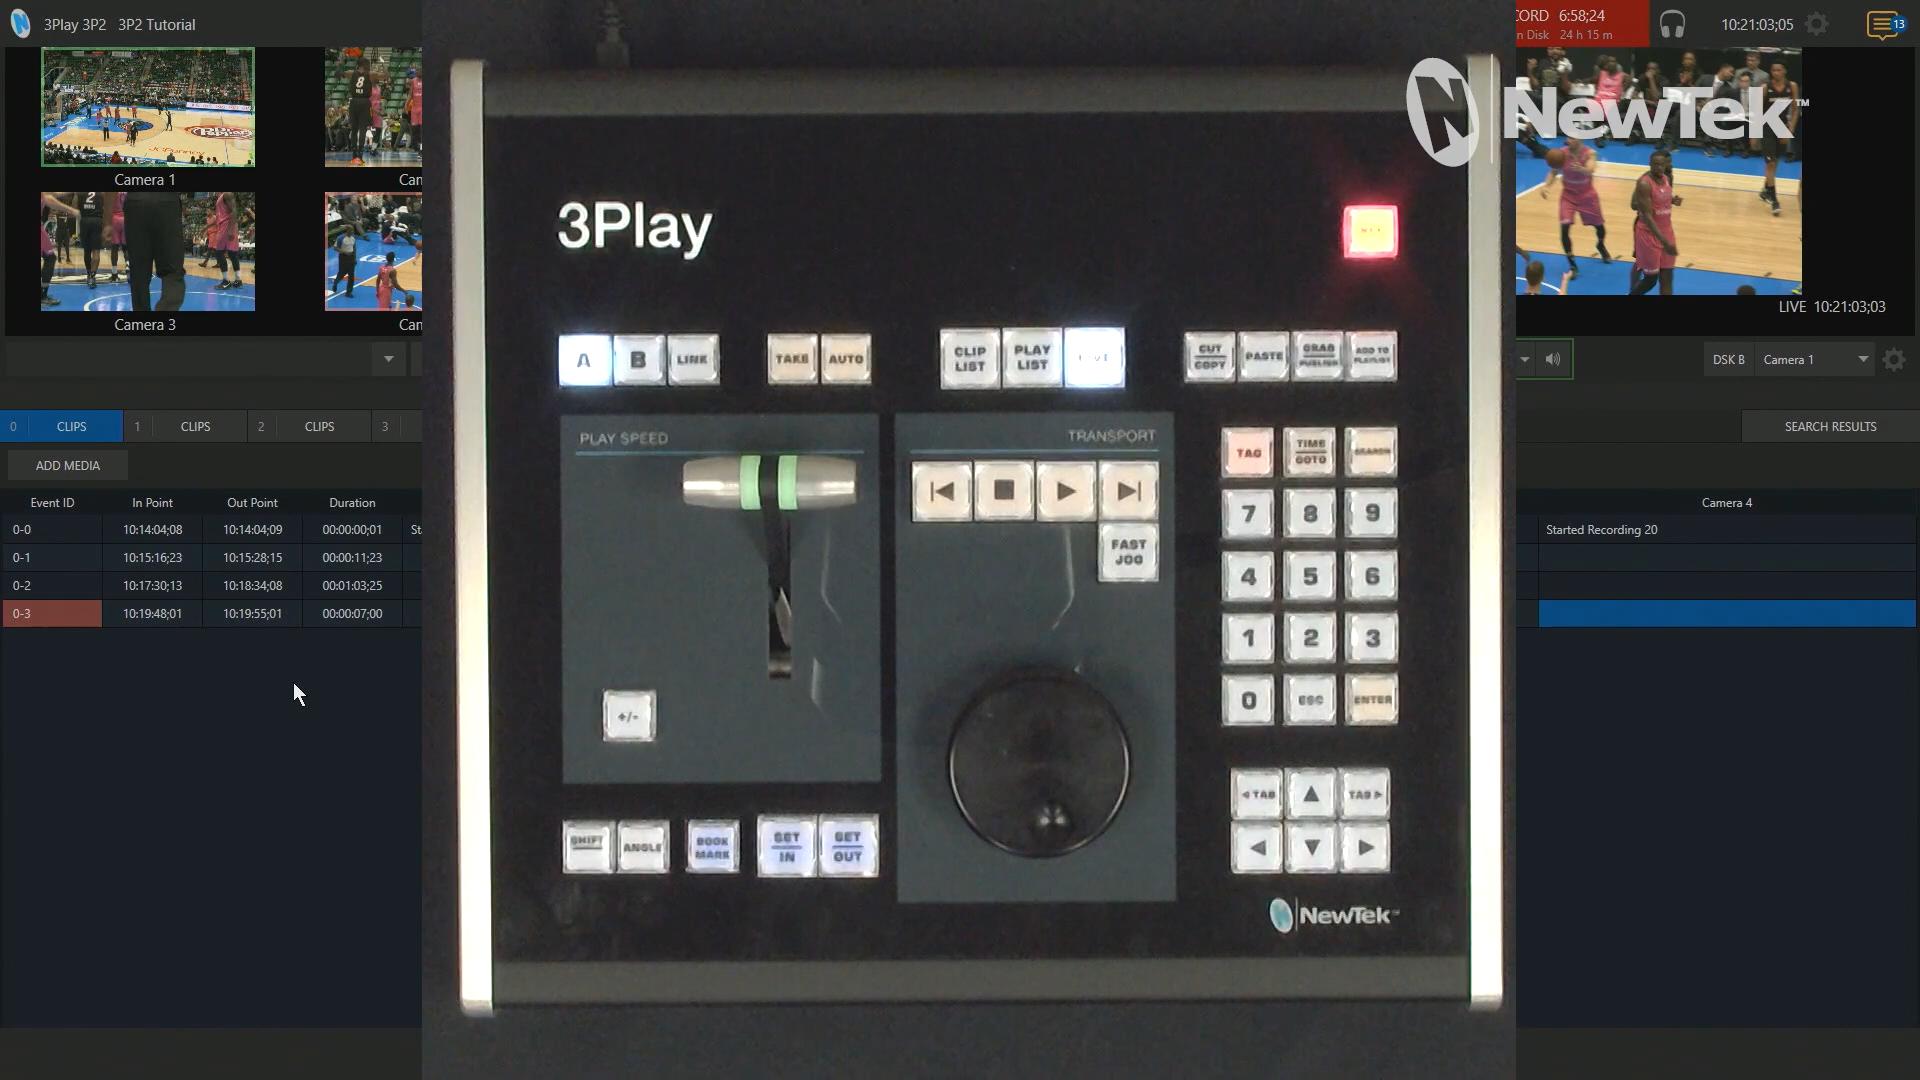 3Play 3P2 3P2 Tutorial
CORD 6:58;24
n Disk 24 h 15 m
10:21:03;05
13
NewTek™
Camera 1
Can
Camera 3
Can
LIVE 10:21:03;03
DSK B Camera 1
0 CLIPS 1 CLIPS 2 CLIPS 3
SEARCH RESULTS
ADD MEDIA
Event ID In Point Out Point Duration
Camera 4
0-0 10:14:04;08 10:14:04;09 00:00:00;01 Sta
Started Recording 20
0-1 10:15:16;23 10:15:28;15 00:00:11;23
0-2 10:17:30;13 10:18:34;08 00:01:03;25
0-3 10:19:48;01 10:19:55;01 00:00:07;00
3Play
A B LINK TAKE AUTO
CLIP LIST
PLAY LIST
LIVE
CUT COPY
PASTE
GRAB PUBLISH
ADD TO PLAYLIST
PLAY SPEED
TRANSPORT
FAST JOG
TAG
TIME GOTO
SEARCH
7 8 9
4 5 6
1 2 3
0 ESC ENTER
+/-
SHIFT ANGLE
BOOK MARK
SET IN
SET OUT
TAB TAB
NewTek™